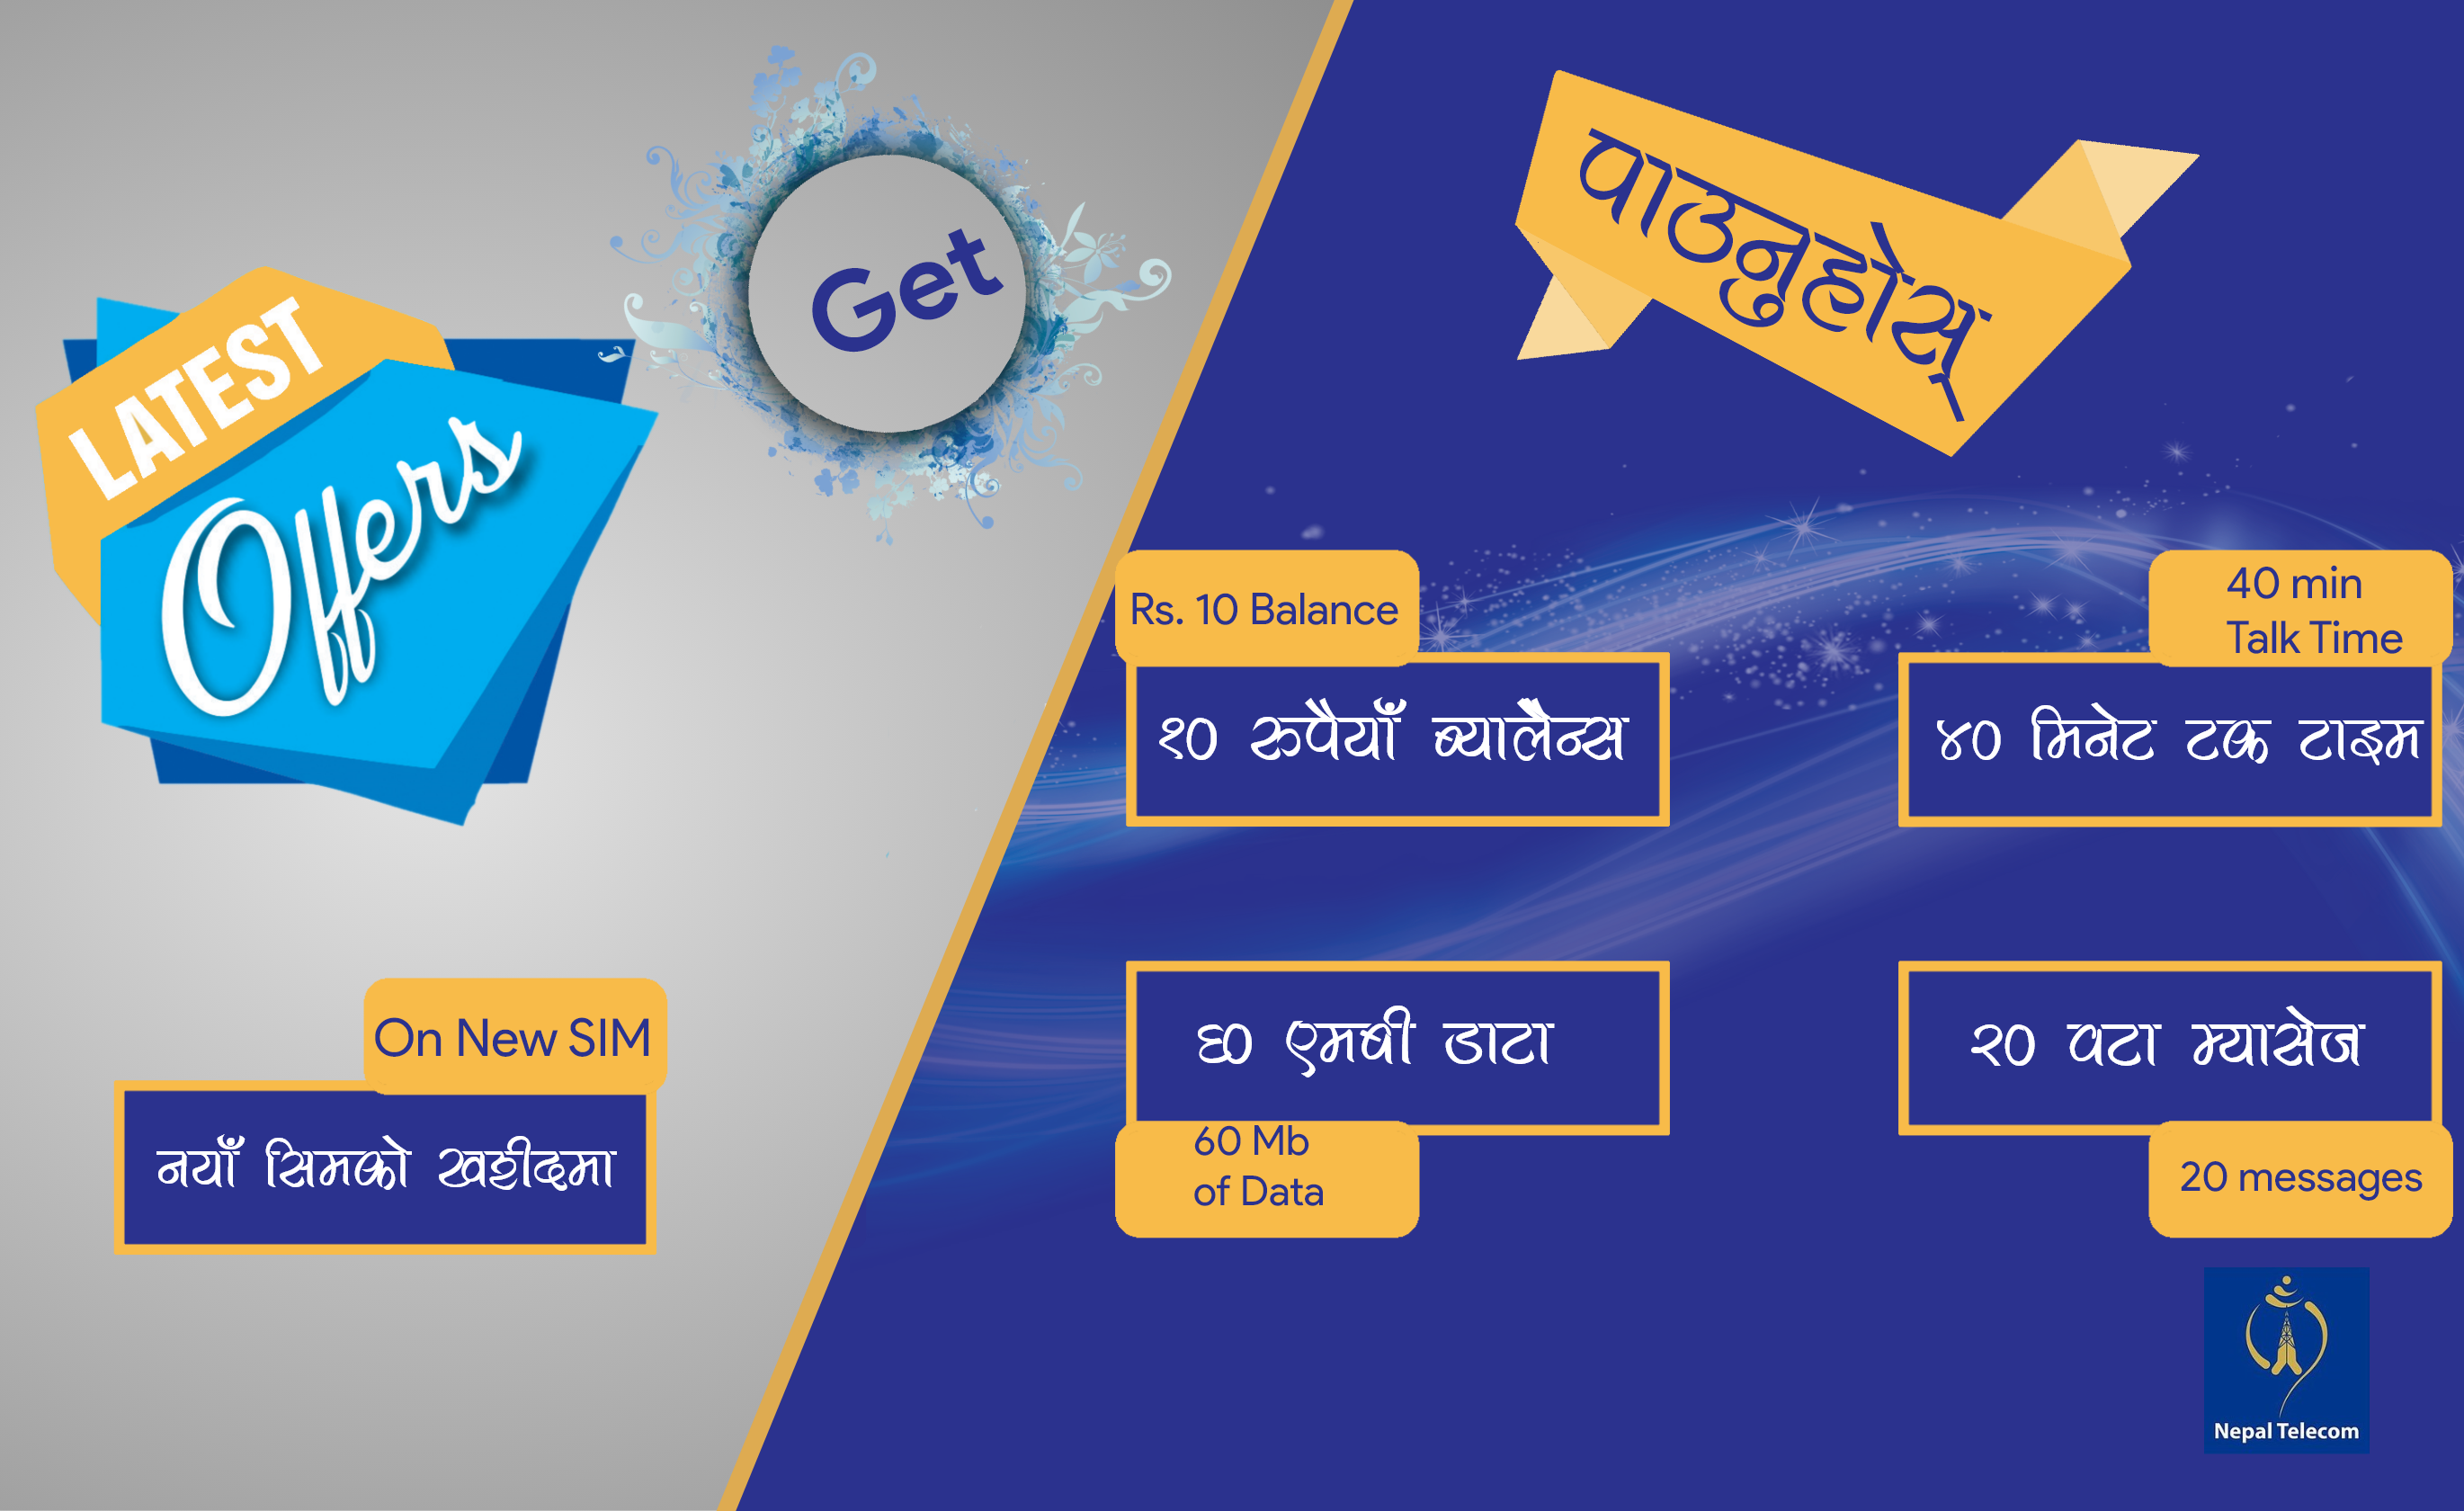 LATEST
Offers
Get
पाउनुहोस्
Rs. 10 Balance
१० रुपैयाँ ब्यालेन्स
40 min
Talk Time
४० मिनेट टक टाइम
On New SIM
नयाँ सिमको खरीदमा
६० एमबी डाटा
60 Mb
of Data
२० वटा म्यासेज
20 messages
Nepal Telecom